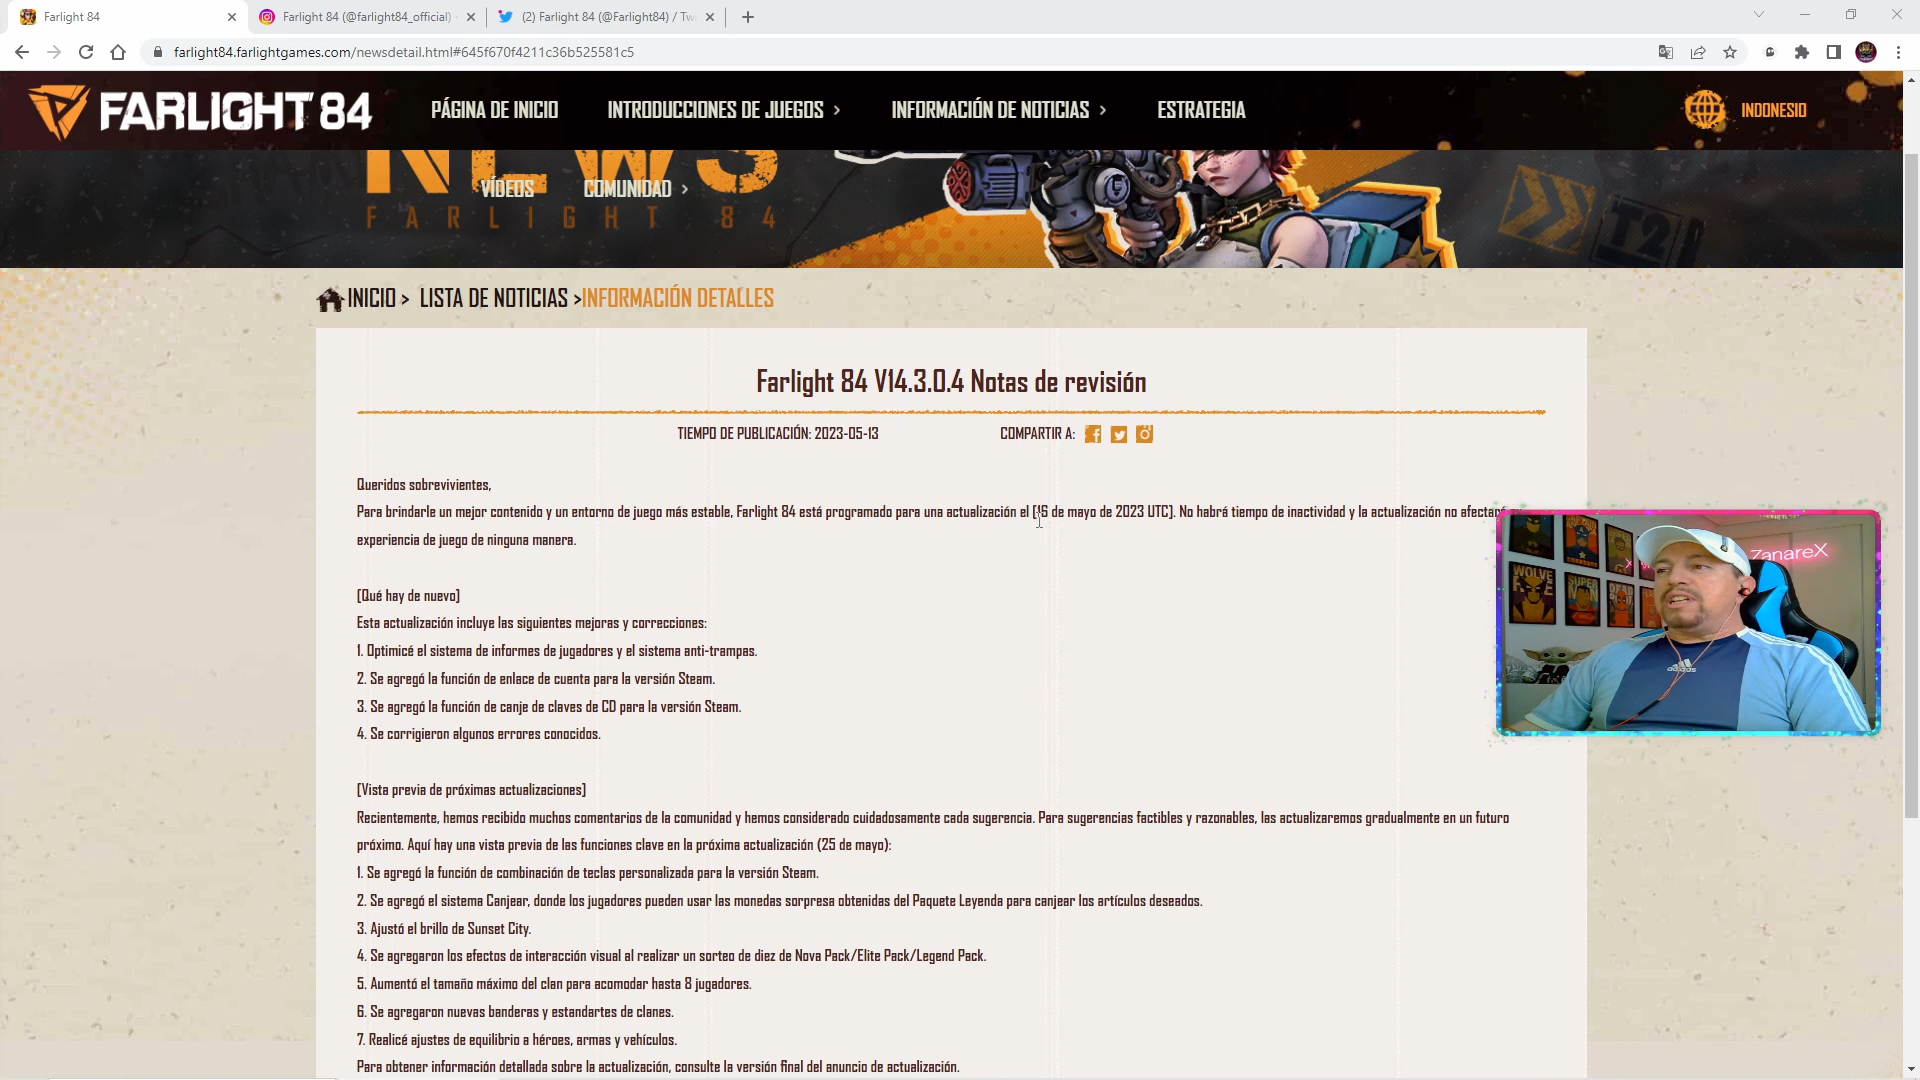 Farlight 84
Farlight 84 (@farlight84_official)
(2) Farlight 84 (@Farlight84) / Tw
farlight84.farlightgames.com/newsdetail.html#645f670f4211c36b525581c5
FARLIGHT 84
PÁGINA DE INICIO
INTRODUCCIONES DE JUEGOS
INFORMACIÓN DE NOTICIAS
ESTRATEGIA
INDONESIO
NEWS
VÍDEOS
COMUNIDAD
FARLIGHT 84
INICIO > LISTA DE NOTICIAS >INFORMACIÓN DETALLES
Farlight 84 V14.3.0.4 Notas de revisión
TIEMPO DE PUBLICACIÓN: 2023-05-13
COMPARTIR A:
Queridos sobrevivientes,
Para brindarle un mejor contenido y un entorno de juego más estable, Farlight 84 está programado para una actualización el [16 de mayo de 2023 UTC]. No habrá tiempo de inactividad y la actualización no afectará
experiencia de juego de ninguna manera.
[Qué hay de nuevo]
Esta actualización incluye las siguientes mejoras y correcciones:
1. Optimicé el sistema de informes de jugadores y el sistema anti-trampas.
2. Se agregó la función de enlace de cuenta para la versión Steam.
3. Se agregó la función de canje de claves de CD para la versión Steam.
4. Se corrigieron algunos errores conocidos.
[Vista previa de próximas actualizaciones]
Recientemente, hemos recibido muchos comentarios de la comunidad y hemos considerado cuidadosamente cada sugerencia. Para sugerencias factibles y razonables, las actualizaremos gradualmente en un futuro
próximo. Aquí hay una vista previa de las funciones clave en la próxima actualización (25 de mayo):
1. Se agregó la función de combinación de teclas personalizada para la versión Steam.
2. Se agregó el sistema Canjear, donde los jugadores pueden usar las monedas sorpresa obtenidas del Paquete Leyenda para canjear los artículos deseados.
3. Ajustó el brillo de Sunset City.
4. Se agregaron los efectos de interacción visual al realizar un sorteo de diez de Nova Pack/Elite Pack/Legend Pack.
5. Aumentó el tamaño máximo del clan para acomodar hasta 8 jugadores.
6. Se agregaron nuevas banderas y estandartes de clanes.
7. Realicé ajustes de equilibrio a héroes, armas y vehículos.
Para obtener información detallada sobre la actualización, consulte la versión final del anuncio de actualización.
ZanareX
WOLVE
SUPER
MAN
DEAD
adidas